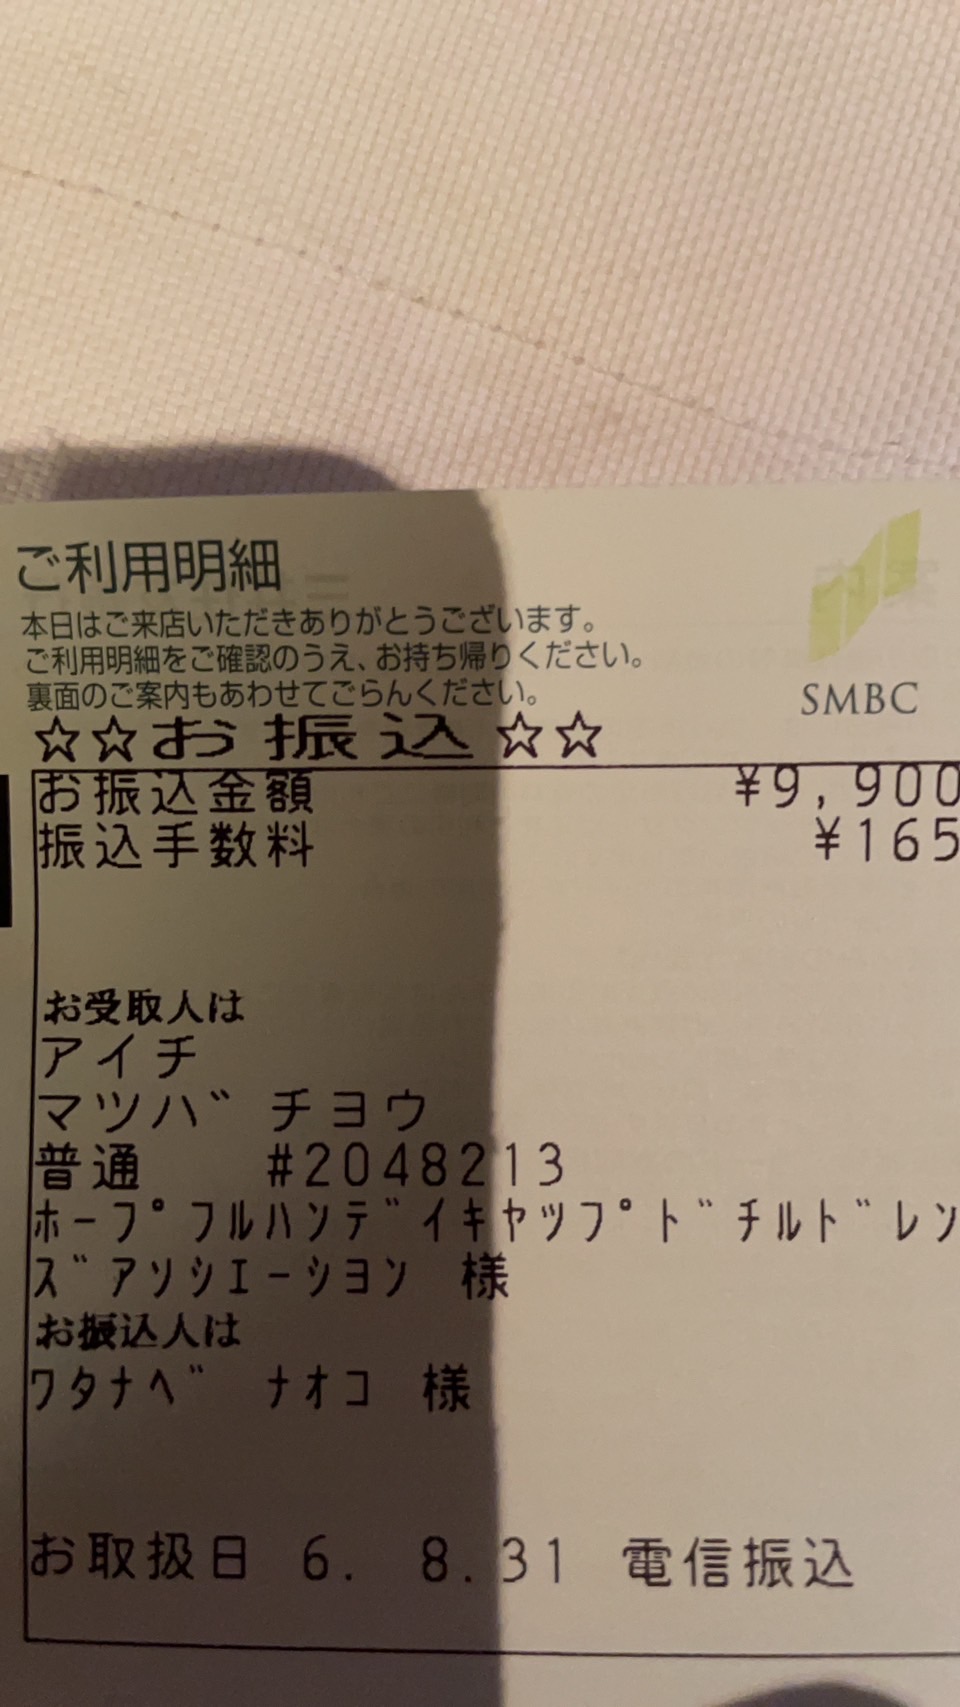 ご利用明細
本日はご来店いただきありがとうございます。
ご利用明細をご確認のうえ、お持ち帰りください。
裏面のご案内もあわせてごらんください。
SMBC
☆☆お振込☆☆
お振込金額 ¥9,900
振込手数料 ¥165
お受取人は
アイチ
マツバ゛チヨウ
普通 #2048213
ホープ゜フルハンデ゛イキヤツプ゜ト゛チルト゛レン
ス゛アソシエーシヨン 様
お振込人は
ワタナベ゛ ナオコ 様
お取扱日 6. 8.31 電信振込